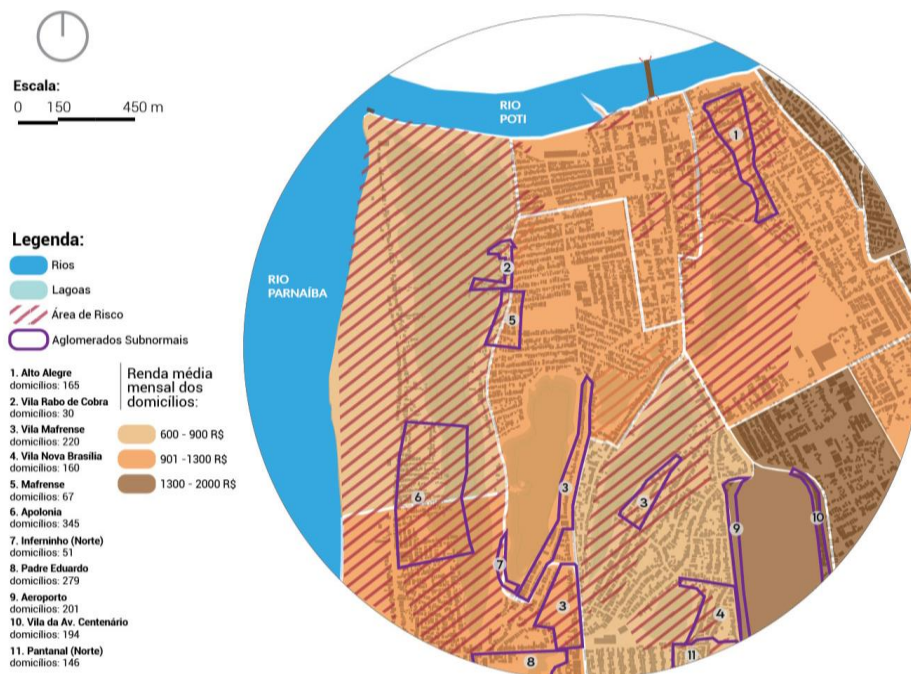 Escala:
0 150 450 m
RIO
POTI
RIO
PARNAÍBA
Legenda:
Rios
Lagoas
Área de Risco
Aglomerados Subnormais
1. Alto Alegre
domicílios: 165
2. Vila Rabo de Cobra
domicílios: 30
3. Vila Mafrense
domicílios: 220
4. Vila Nova Brasília
domicílios: 160
5. Mafrense
domicílios: 67
6. Apolonia
domicílios: 345
7. Inferninho (Norte)
domicílios: 51
8. Padre Eduardo
domicílios: 279
9. Aeroporto
domicílios: 201
10. Vila da Av. Centenário
domicílios: 194
11. Pantanal (Norte)
domicílios: 146
Renda média
mensal dos
domicílios:
600 - 900 R$
901 -1300 R$
1300 - 2000 R$
1
2
5
6
3
3
9
10
7
3
4
8
11